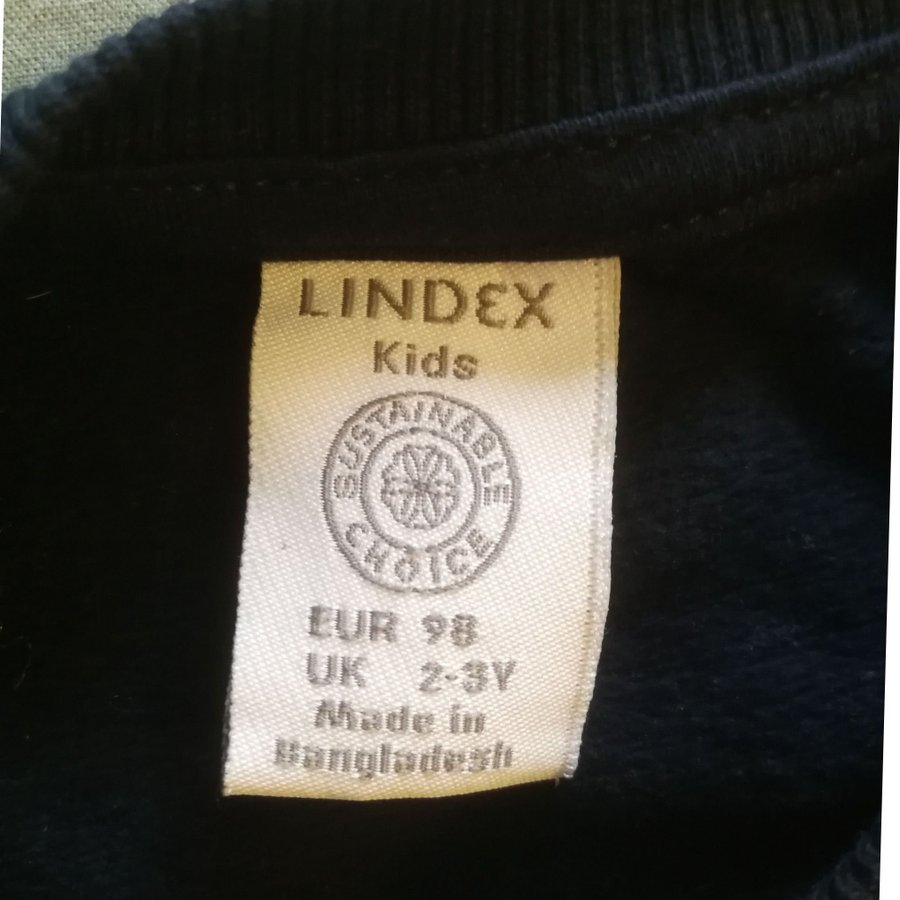 LINDEX
Kids
SUSTAINABLE
CHOICE
EUR 98
UK 2-3Y
Made in
Bangladesh